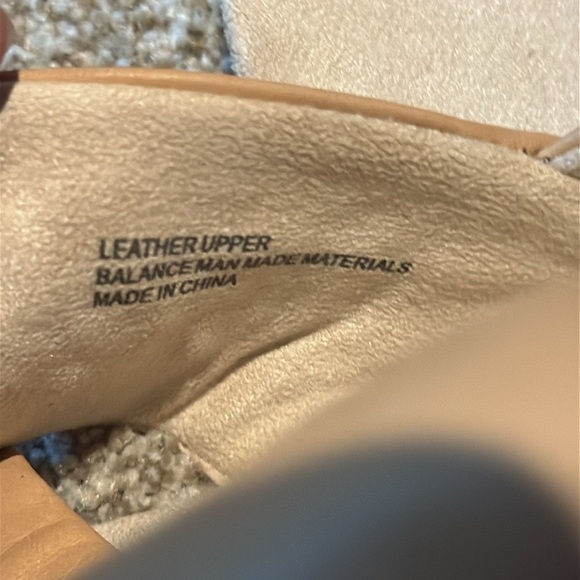 LEATHER UPPER
BALANCE MAN MADE MATERIALS
MADE IN CHINA